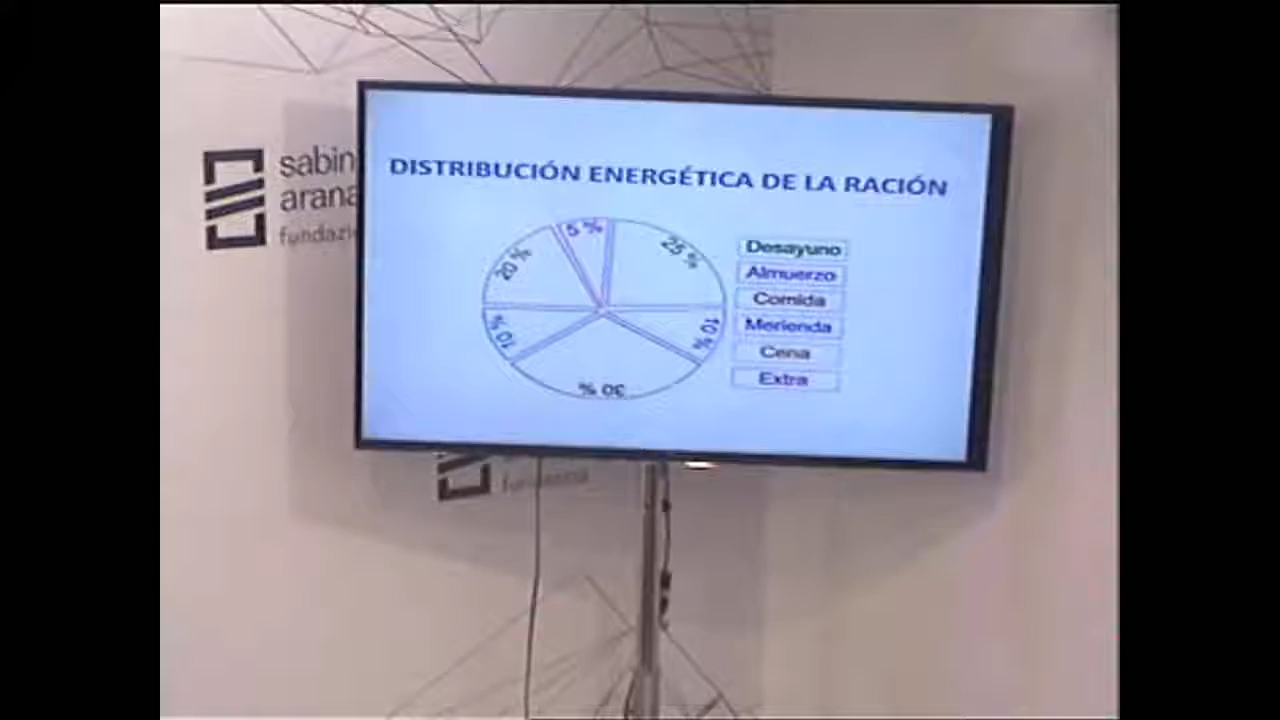 sabin
arana
fundazi
DISTRIBUCIÓN ENERGÉTICA DE LA RACIÓN
5 %
25 %
20 %
10 %
10 %
30 %
Desayuno
Almuerzo
Comida
Merienda
Cena
Extra